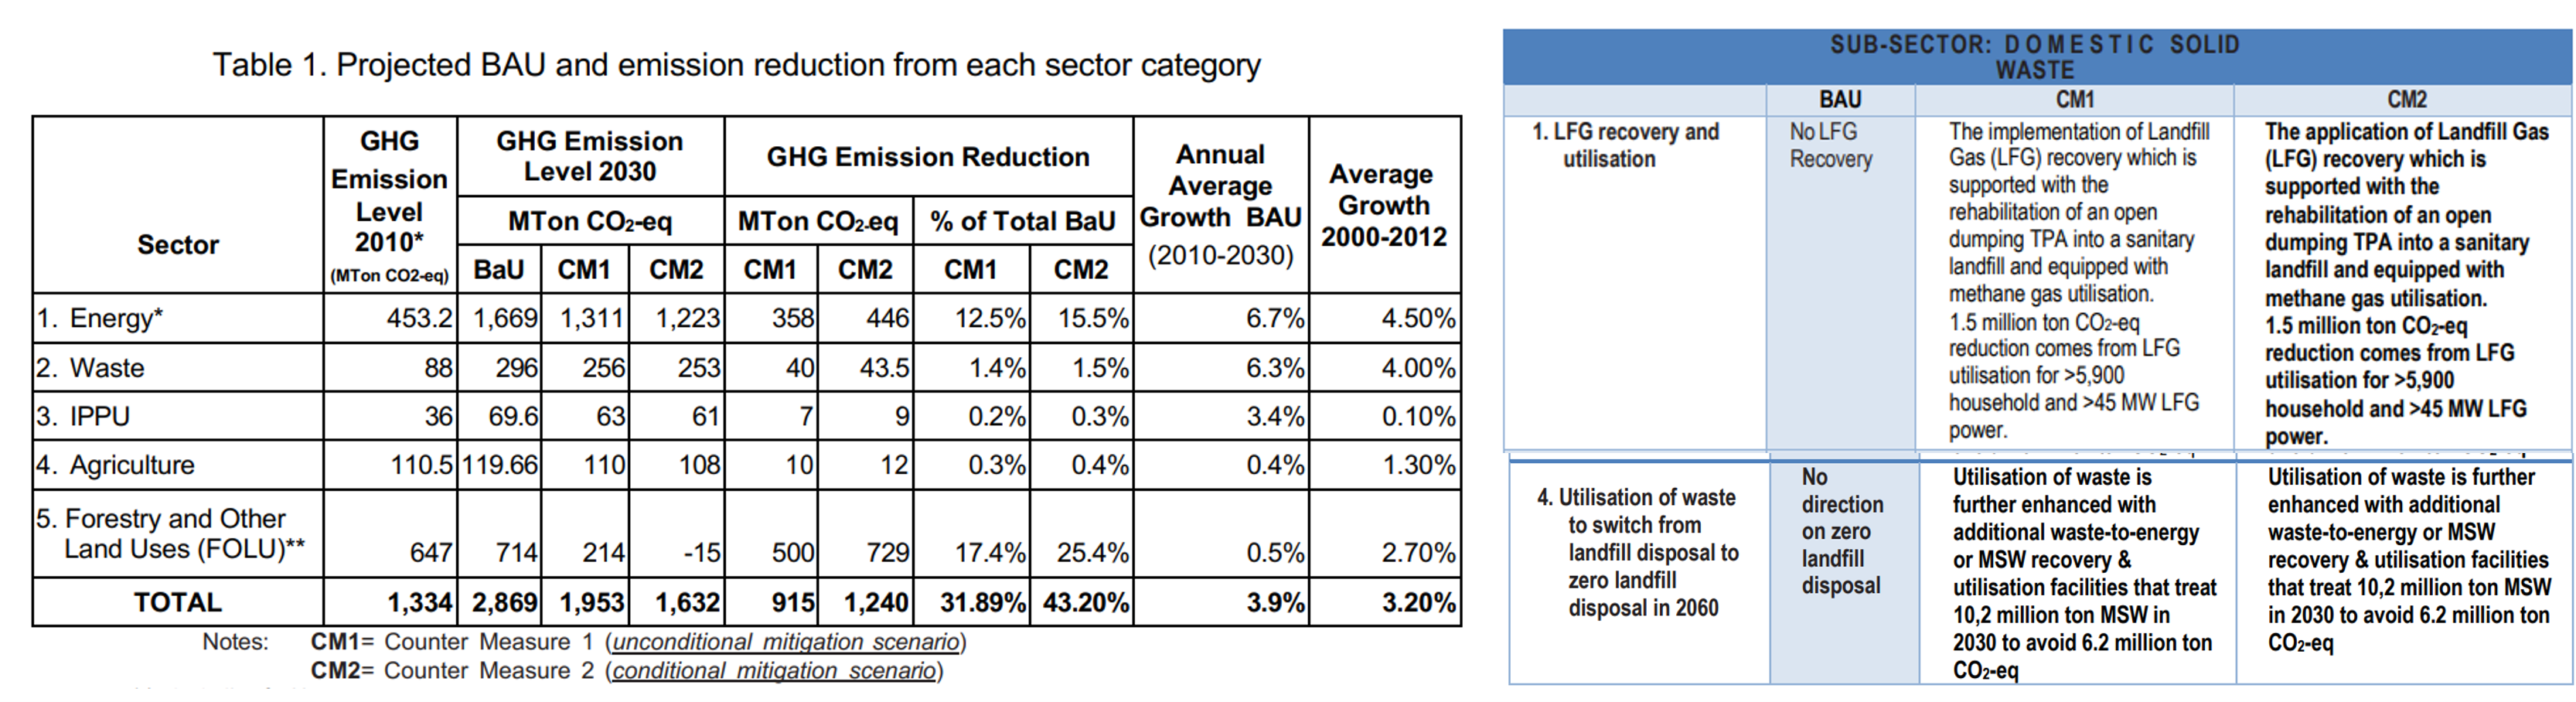 Table 1. Projected BAU and emission reduction from each sector category
Sector
GHG
Emission
Level
2010*
(MTon CO2-eq)
GHG Emission
Level 2030
GHG Emission Reduction
Annual
Average
Growth BAU
(2010-2030)
Average
Growth
2000-2012
MTon CO2-eq
MTon CO2-eq
% of Total BaU
BaU CM1 CM2 CM1 CM2 CM1 CM2
1. Energy* 453.2 1,669 1,311 1,223 358 446 12.5% 15.5% 6.7% 4.50%
2. Waste 88 296 256 253 40 43.5 1.4% 1.5% 6.3% 4.00%
3. IPPU 36 69.6 63 61 7 9 0.2% 0.3% 3.4% 0.10%
4. Agriculture 110.5 119.66 110 108 10 12 0.3% 0.4% 0.4% 1.30%
5. Forestry and Other
Land Uses (FOLU)** 647 714 214 -15 500 729 17.4% 25.4% 0.5% 2.70%
TOTAL 1,334 2,869 1,953 1,632 915 1,240 31.89% 43.20% 3.9% 3.20%
Notes: CM1= Counter Measure 1 (unconditional mitigation scenario)
CM2= Counter Measure 2 (conditional mitigation scenario)
SUB-SECTOR: DOMESTIC SOLID
WASTE
BAU CM1 CM2
1. LFG recovery and
utilisation
No LFG
Recovery
The implementation of Landfill
Gas (LFG) recovery which is
supported with the
rehabilitation of an open
dumping TPA into a sanitary
landfill and equipped with
methane gas utilisation.
1.5 million ton CO2-eq
reduction comes from LFG
utilisation for >5,900
household and >45 MW LFG
power.
The application of Landfill Gas
(LFG) recovery which is
supported with the
rehabilitation of an open
dumping TPA into a sanitary
landfill and equipped with
methane gas utilisation.
1.5 million ton CO2-eq
reduction comes from LFG
utilisation for >5,900
household and >45 MW LFG
power.
4. Utilisation of waste
to switch from
landfill disposal to
zero landfill
disposal in 2060
No
direction
on zero
landfill
disposal
Utilisation of waste is
further enhanced with
additional waste-to-energy
or MSW recovery &
utilisation facilities that treat
10,2 million ton MSW in
2030 to avoid 6.2 million ton
CO2-eq
Utilisation of waste is further
enhanced with additional
waste-to-energy or MSW
recovery & utilisation facilities
that treat 10,2 million ton MSW
in 2030 to avoid 6.2 million ton
CO2-eq